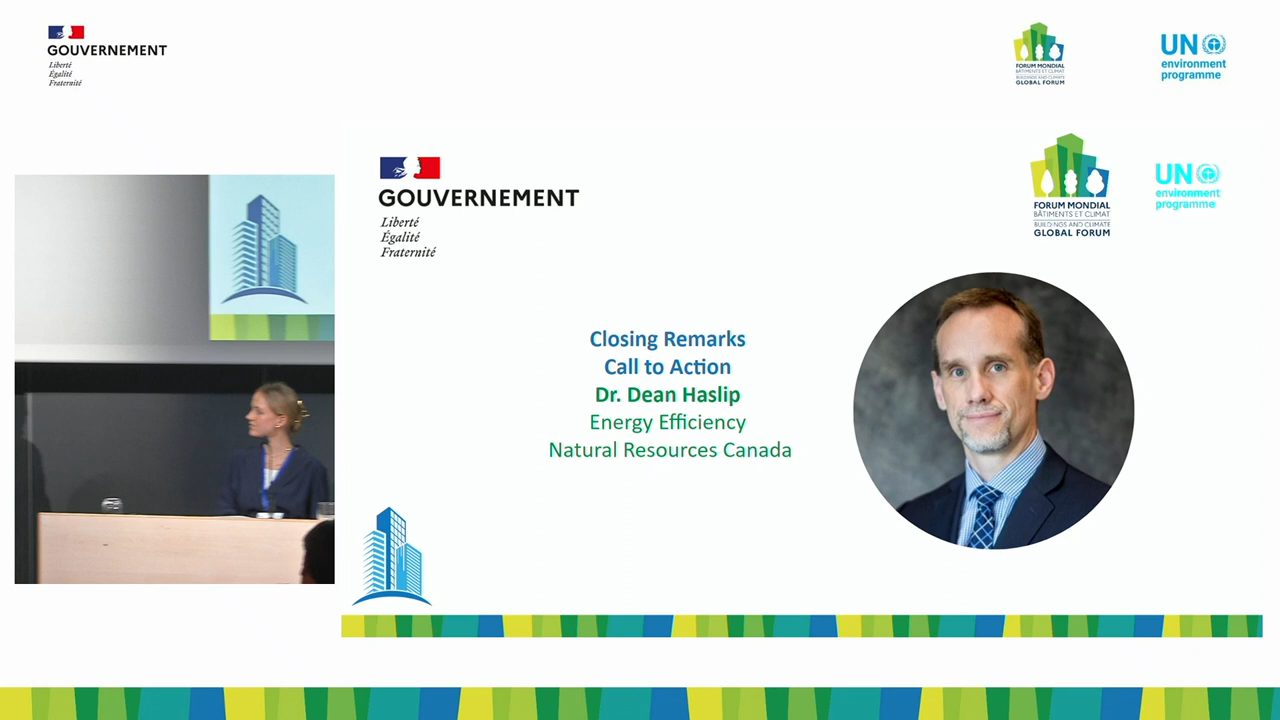 GOUVERNEMENT
Liberté
Égalité
Fraternité
FORUM MONDIAL
BÂTIMENTS ET CLIMAT
BUILDINGS AND CLIMATE
GLOBAL FORUM
UN
environment
programme
GOUVERNEMENT
Liberté
Égalité
Fraternité
FORUM MONDIAL
BÂTIMENTS ET CLIMAT
BUILDINGS AND CLIMATE
GLOBAL FORUM
UN
environment
programme
Closing Remarks
Call to Action
Dr. Dean Haslip
Energy Efficiency
Natural Resources Canada